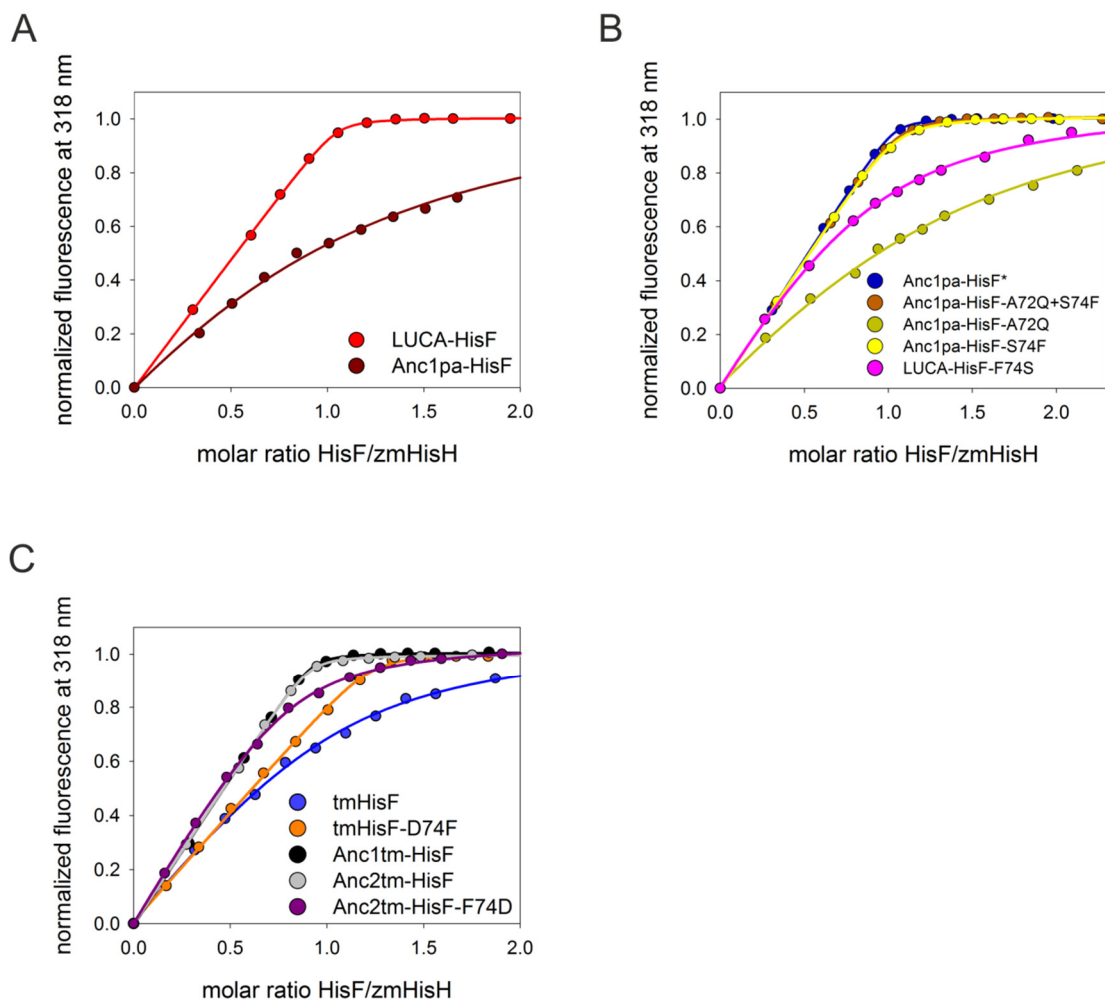 A
normalized fluorescence at 318 nm
1.0
0.8
0.6
0.4
0.2
0.0
LUCA-HisF
Anc1pa-HisF
0.0 0.5 1.0 1.5 2.0
molar ratio HisF/zmHisH
B
normalized fluorescence at 318 nm
1.0
0.8
0.6
0.4
0.2
0.0
Anc1pa-HisF*
Anc1pa-HisF-A72Q+S74F
Anc1pa-HisF-A72Q
Anc1pa-HisF-S74F
LUCA-HisF-F74S
0.0 0.5 1.0 1.5 2.0
molar ratio HisF/zmHisH
C
normalized fluorescence at 318 nm
1.0
0.8
0.6
0.4
0.2
0.0
tmHisF
tmHisF-D74F
Anc1tm-HisF
Anc2tm-HisF
Anc2tm-HisF-F74D
0.0 0.5 1.0 1.5 2.0
molar ratio HisF/zmHisH